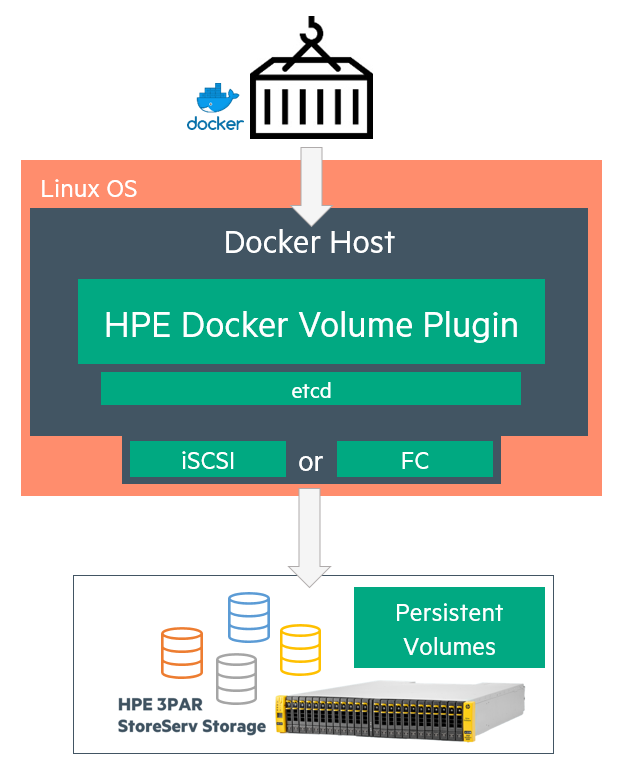 docker
Linux OS
Docker Host
HPE Docker Volume Plugin
etcd
iSCSI
or
FC
Persistent
Volumes
HPE 3PAR
StoreServ Storage